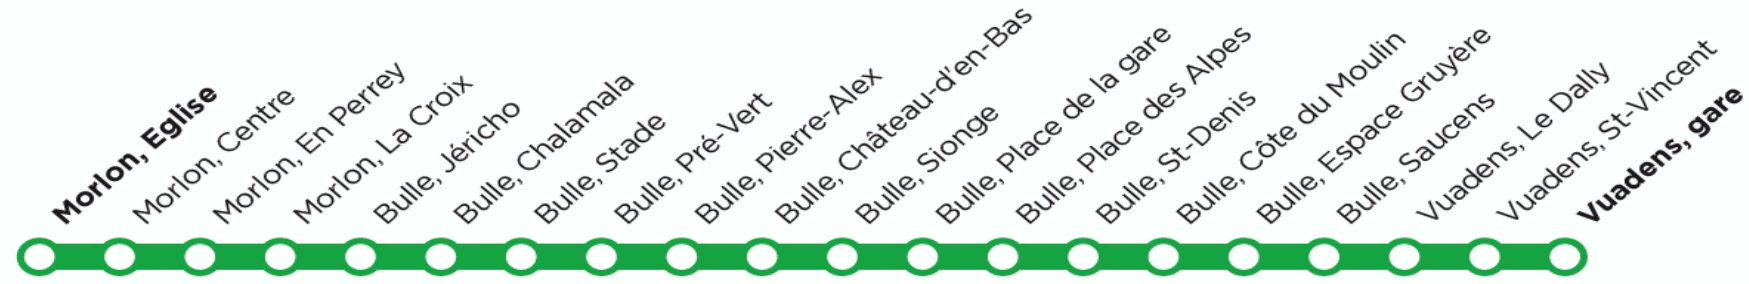 Morlon, Eglise
Morlon, Centre
Morlon, En Perrey
Morlon, La Croix
Bulle, Jéricho
Bulle, Chalamala
Bulle, Stade
Bulle, Pré-Vert
Bulle, Pierre-Alex
Bulle, Château-d'en-Bas
Bulle, Sionge
Bulle, Place de la gare
Bulle, Place des Alpes
Bulle, St-Denis
Bulle, Côte du Moulin
Bulle, Espace Gruyère
Bulle, Saucens
Vuadens, Le Dally
Vuadens, St-Vincent
Vuadens, gare